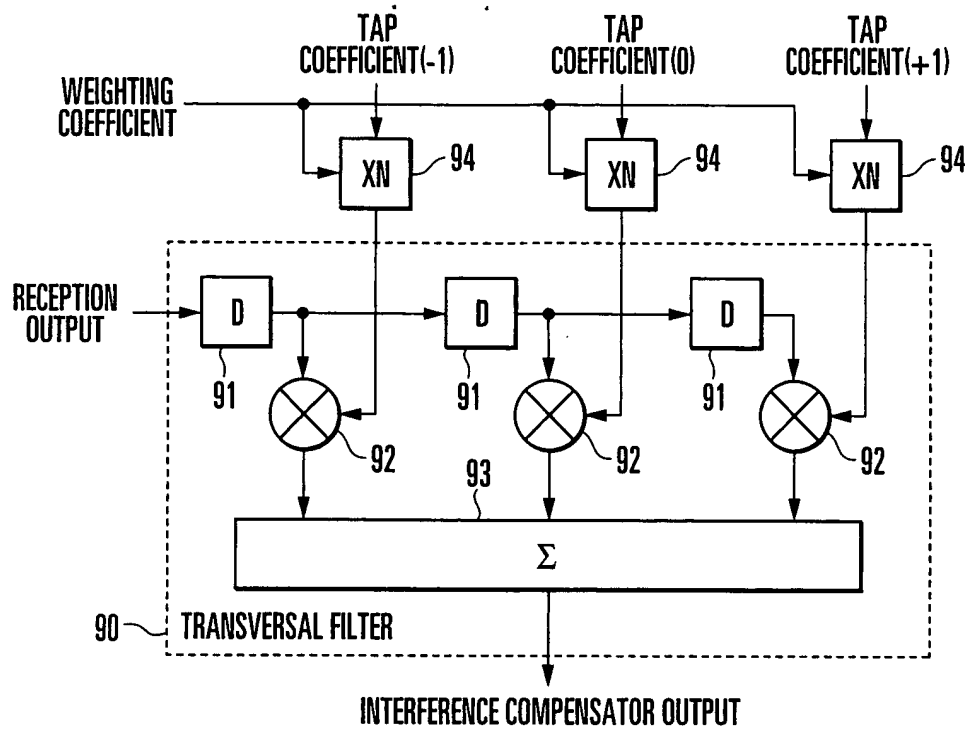 TAP
COEFFICIENT(-1)
TAP
COEFFICIENT(0)
TAP
COEFFICIENT(+1)
WEIGHTING
COEFFICIENT
XN
94
XN
94
XN
94
RECEPTION
OUTPUT
D
D
D
91
91
91
92
92
92
93
Σ
90
TRANSVERSAL FILTER
INTERFERENCE COMPENSATOR OUTPUT